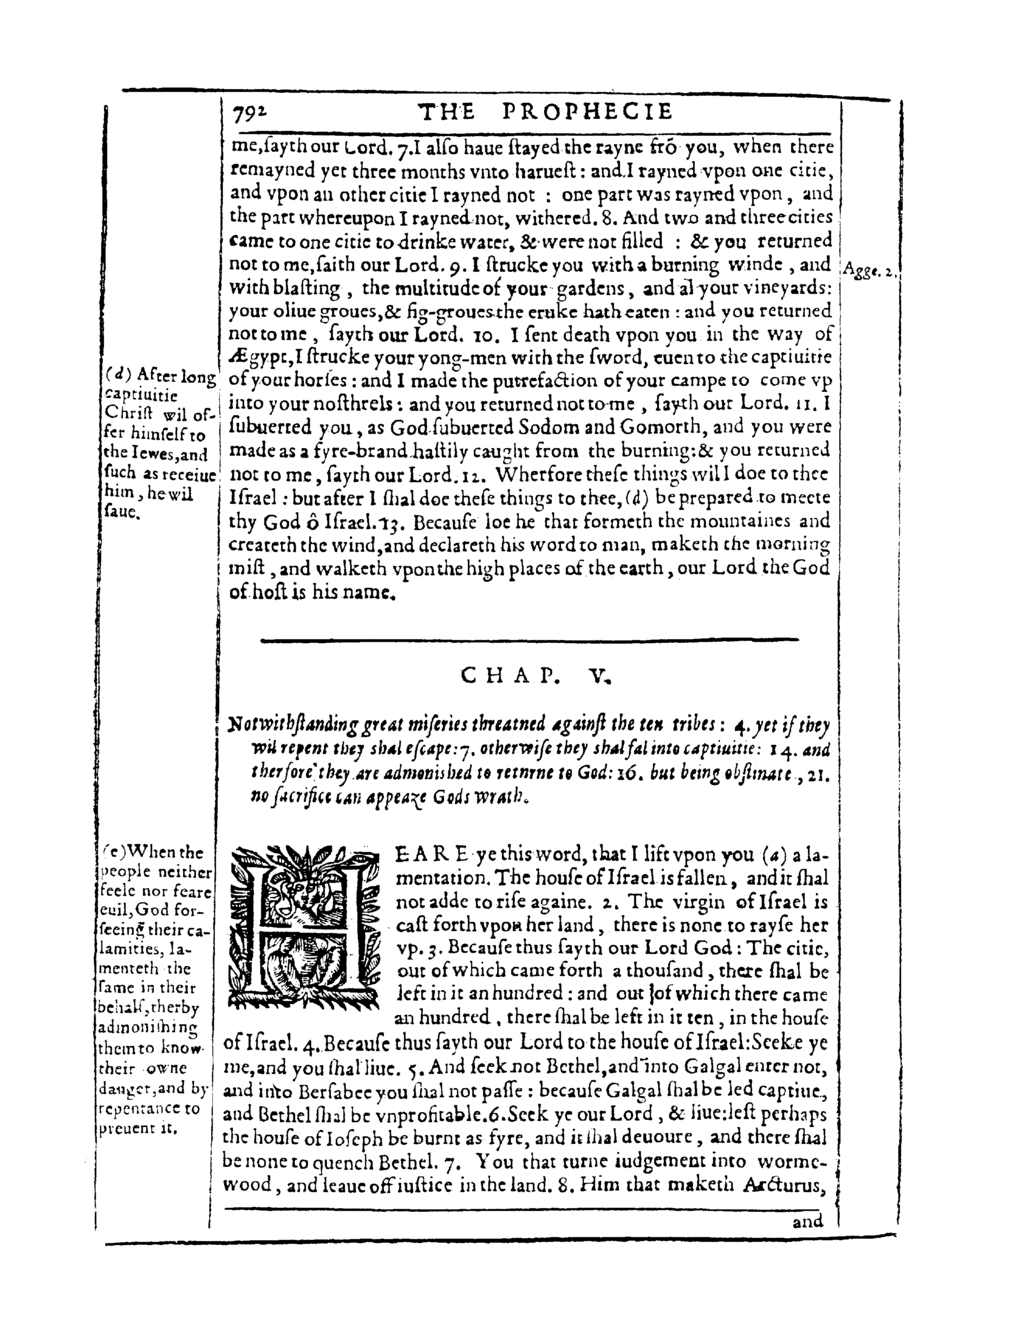 792 THE PROPHECIE
me,ſayth our Lord. 7.I alſo haue ſtayed the rayne frõ you, when there
remayned yet three months vnto harueſt : and I rayned vpon one citie,
and vpon an other citie I rayned not : one part was rayned vpon, and
the part whereupon I rayned not, withered. 8. And two and three cities
came to one citie to drinke water, & were not filled : & you returned
not to me,ſaith our Lord. 9. I ſtrucke you with a burning winde , and
with blaſting , the multitude of your gardens, and al your vineyards:
your oliue groues,& fig-groues the eruke hath eaten : and you returned
not to me , ſayth our Lord. 10. I ſent death vpon you in the way of
Ægypt,I ſtrucke your yong-men with the ſword, euen to the captiuitie
of your horſes : and I made the putrefaction of your campe to come vp
into your noſthrels : and you returned not to me , ſayth our Lord. 11. I
ſubuerted you , as God ſubuerted Sodom and Gomorth, and you were
made as a fyre-brand haſtily caught from the burning:& you returned
not to me , ſayth our Lord. 12. Wherfore theſe things wil I doe to thee
Iſrael : but after I ſhal doe theſe things to thee, (d) be prepared to meete
thy God ô Iſrael. 13. Becauſe loe he that formeth the mountaines and
createth the wind,and declareth his word to man, maketh the morning
miſt , and walketh vpon the high places of the earth , our Lord the God
of hoſt is his name.
Agge. 2.
(d) After long
captiuitie
Chriſt wil of-
fer himſelf to
the Iewes,and
ſuch as receiue
him , he wil
ſaue.
CHAP. V.
Notwithſtanding great miſeries threatned againſt the ten tribes : 4. yet if they
wil repent they shal eſcape: 7. otherwiſe they shal fal into captiuitie: 14. and
therfore they are admonished to returne to God: 16. but being obſtinate , 21.
no ſacrifice can appeaze Gods wrath.
HEARE ye this word, that I lift vpon you (a) a la-
mentation. The houſe of Iſrael is fallen, and it ſhal
not adde to riſe againe. 2. The virgin of Iſrael is
caſt forth vpon her land , there is none to rayſe her
vp. 3. Becauſe thus ſayth our Lord God : The citie,
out of which came forth a thouſand , there ſhal be
left in it an hundred : and out of which there came
an hundred , there ſhal be left in it ten , in the houſe
of Iſrael. 4. Becauſe thus ſayth our Lord to the houſe of Iſrael: Seeke ye
me,and you ſhal liue. 5. And ſeek not Bethel,and into Galgal enter not,
and into Berſabee you ſhal not paſſe : becauſe Galgal ſhal be led captiue,
and Bethel ſhal be vnprofitable. 6.Seek ye our Lord , & liue:leſt perhaps
the houſe of Ioſeph be burnt as fyre, and it ſhal deuoure , and there ſhal
be none to quench Bethel. 7. You that turne iudgement into worme-
wood , and leaue off iuſtice in the land. 8. Him that maketh Arcturus,
and
(e)When the
people neither
feele nor feare
euil, God for-
ſeeing their ca-
lamities, la-
menteth the
ſame in their
behalf, therby
admoniſhing
them to know
their owne
danger,and by
repentance to
preuent it.